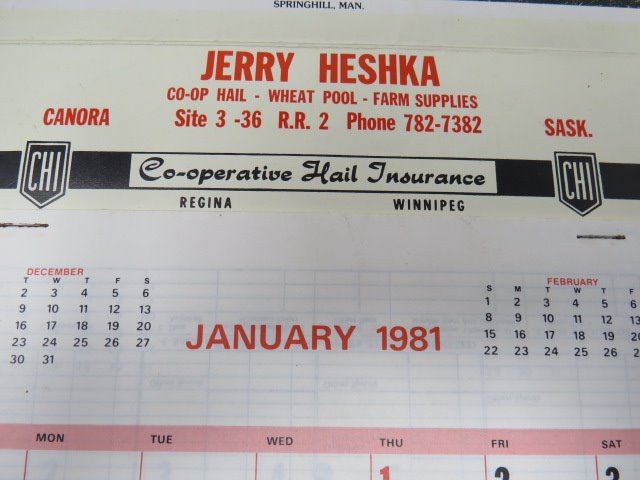 SPRINGHILL, MAN.
JERRY HESHKA
CO-OP HAIL - WHEAT POOL - FARM SUPPLIES
CANORA Site 3 -36 R.R. 2 Phone 782-7382 SASK.
CHI Co-operative Hail Insurance CHI
REGINA WINNIPEG
DECEMBER FEBRUARY
T W T F S S M T W T F
2 3 4 5 6 1 2 3 4 5 6
9 10 11 12 13 8 9 10 11 12 13
16 17 18 19 20 15 16 17 18 19 20
23 24 25 26 27 22 23 24 25 26
30 31
JANUARY 1981
MON TUE WED THU FRI SAT
1 2 3